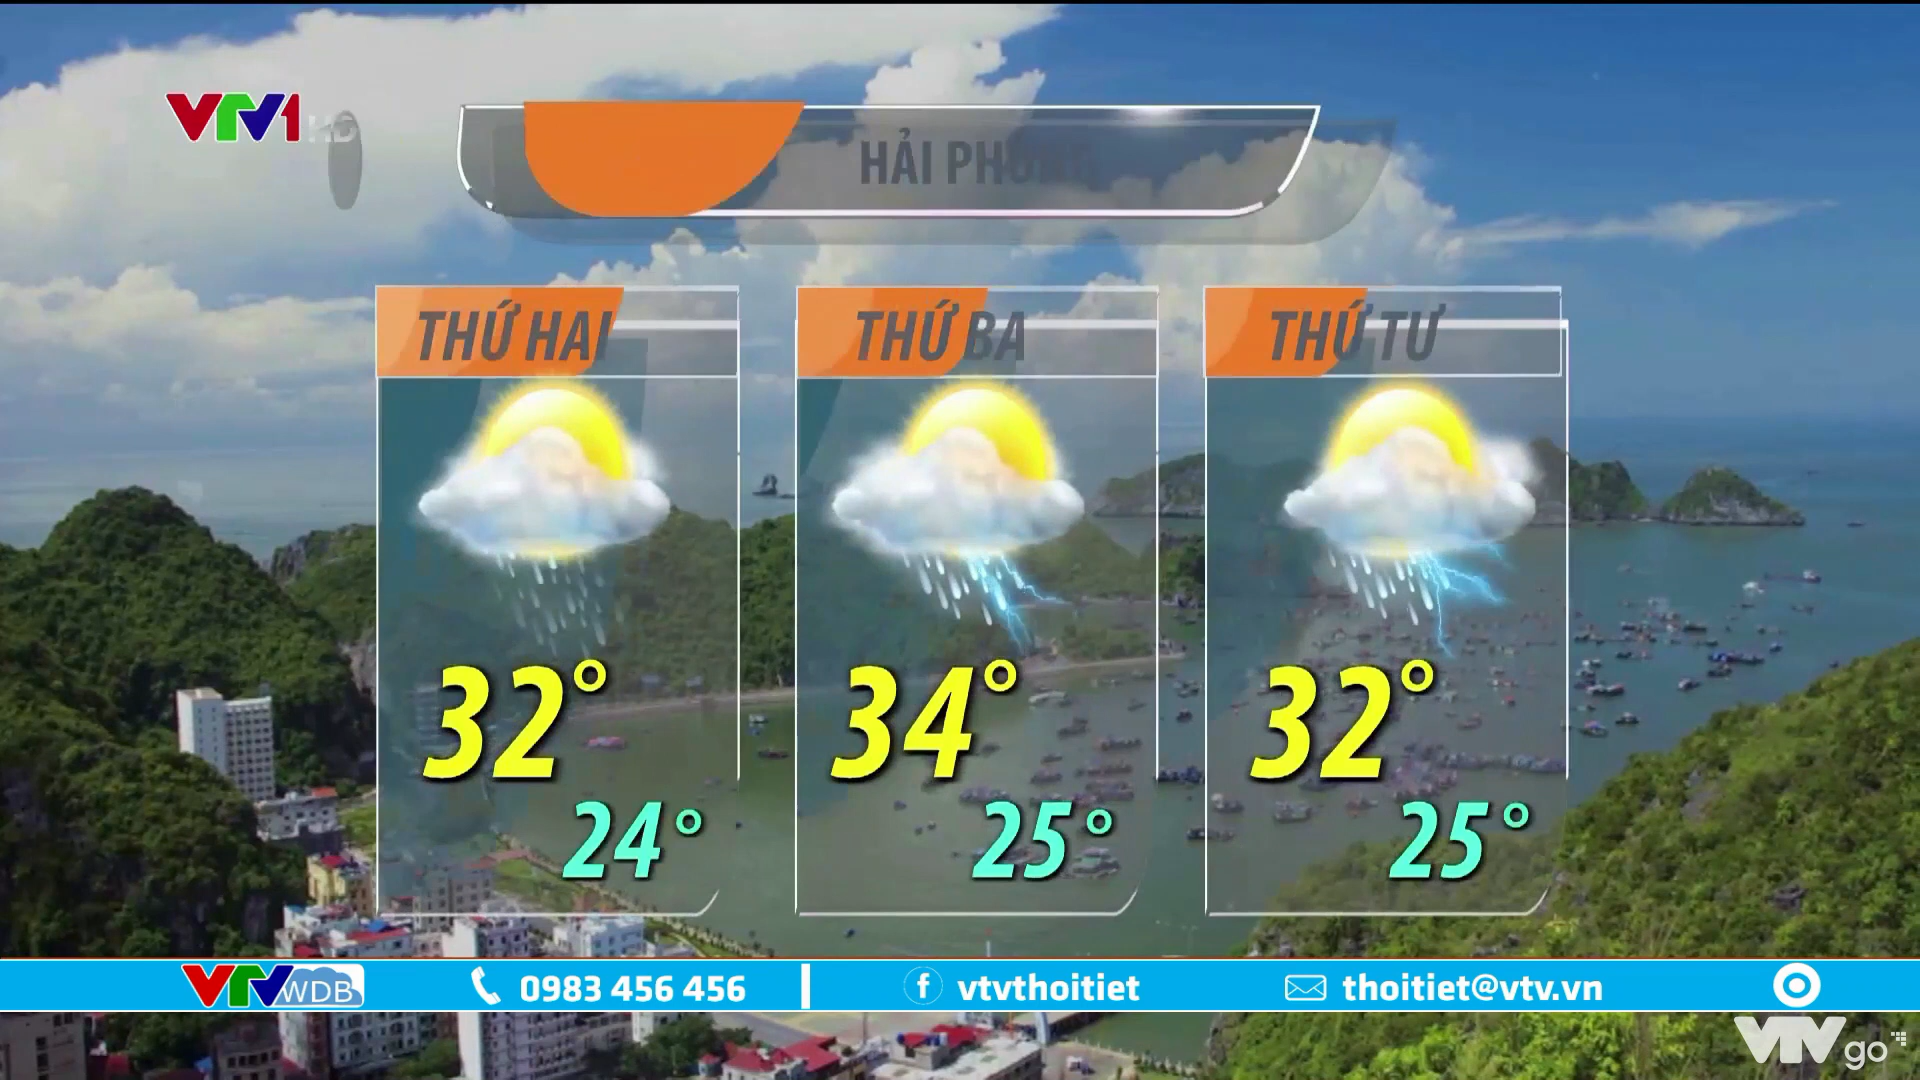 VTV1 HD
HẢI PHÒNG
THỨ HAI
THỨ BA
THỨ TƯ
32°
34°
32°
24°
25°
25°
VTV WDB
0983 456 456
vtvthoitiet
thoitiet@vtv.vn
VTV go